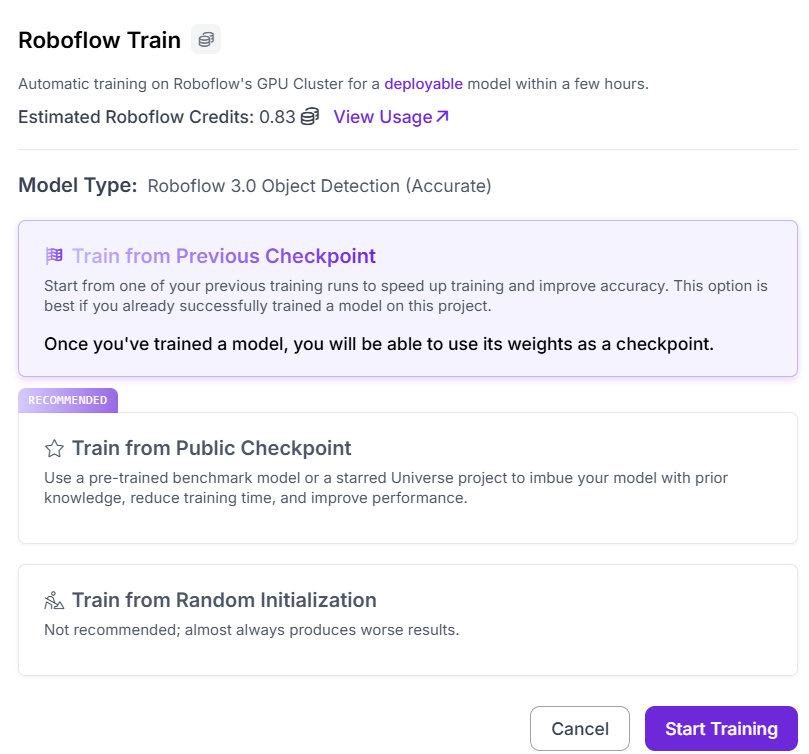 Roboflow Train
Automatic training on Roboflow's GPU Cluster for a deployable model within a few hours.
Estimated Roboflow Credits: 0.83 View Usage
Model Type: Roboflow 3.0 Object Detection (Accurate)
Train from Previous Checkpoint
Start from one of your previous training runs to speed up training and improve accuracy. This option is
best if you already successfully trained a model on this project.
Once you've trained a model, you will be able to use its weights as a checkpoint.
RECOMMENDED
Train from Public Checkpoint
Use a pre-trained benchmark model or a starred Universe project to imbue your model with prior
knowledge, reduce training time, and improve performance.
Train from Random Initialization
Not recommended; almost always produces worse results.
Cancel
Start Training